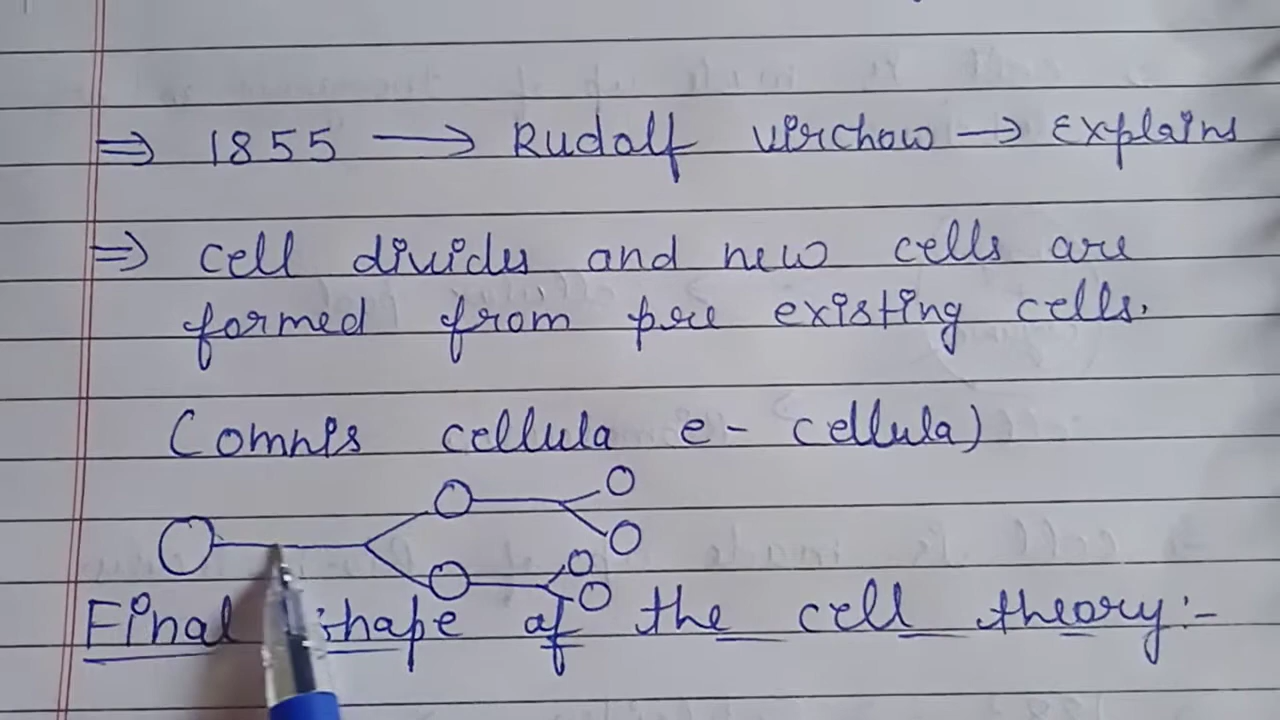 ⇒ 1855 → Rudolf virchow → Explains
⇒ cell divides and new cells are
formed from pre existing cells.
(omnis cellula e - cellula)
Final shape of the cell theory:-